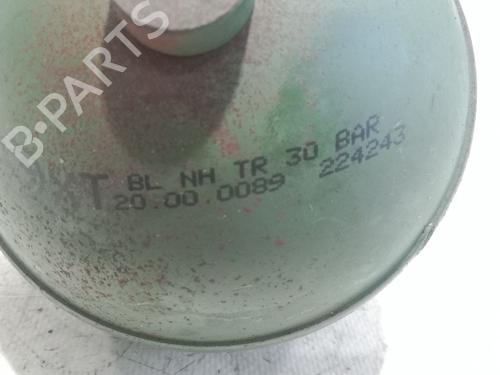 B-PARTS
BL NH TR 30 BAR
20.00.0089 224243